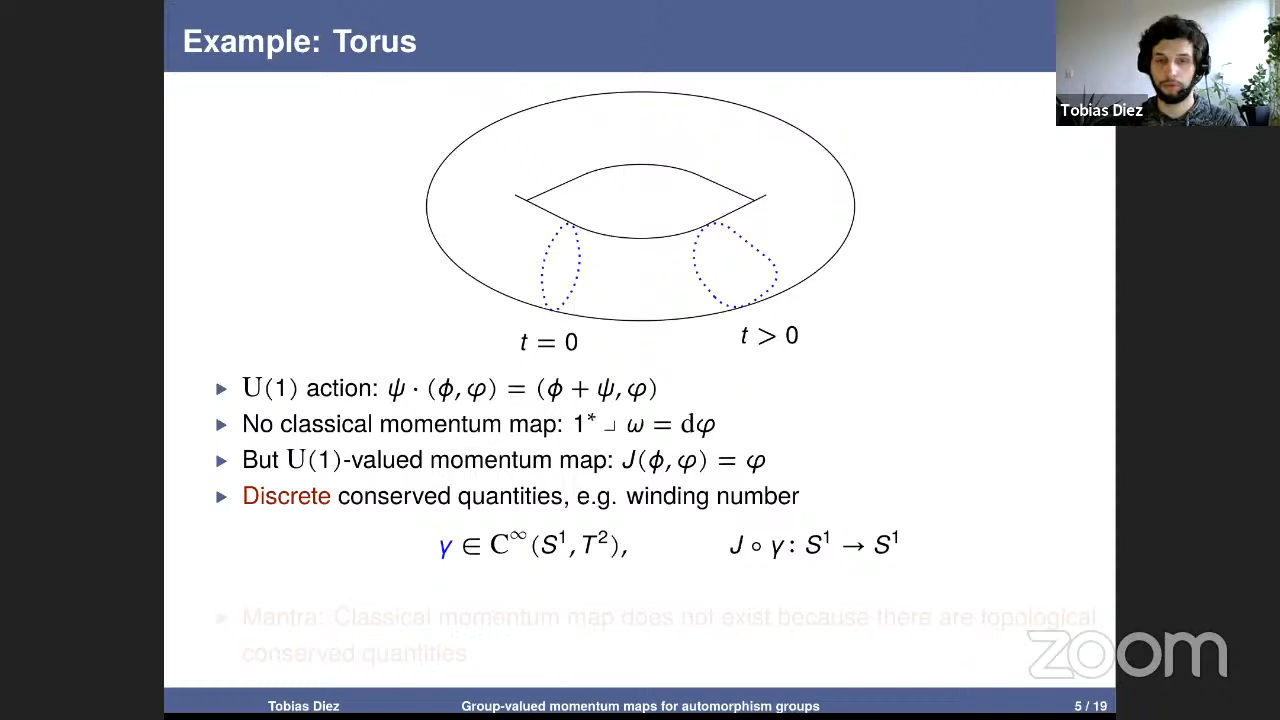 Example: Torus
Tobias Diez
t = 0
t > 0
U(1) action: ψ · (ϕ, φ) = (ϕ + ψ, φ)
No classical momentum map: 1* ⌟ ω = dφ
But U(1)-valued momentum map: J(ϕ, φ) = φ
Discrete conserved quantities, e.g. winding number
γ ∈ C^∞(S¹, T²), J ∘ γ: S¹ → S¹
Mantra: Classical momentum map does not exist because there are topological
conserved quantities
zoom
Tobias Diez Group-valued momentum maps for automorphism groups 5 / 19